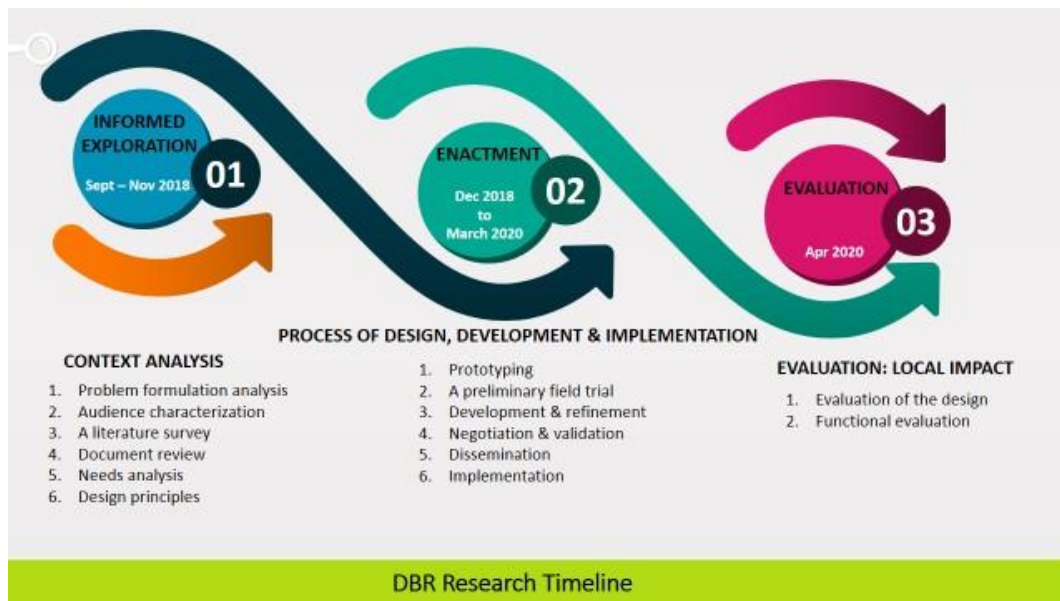 INFORMED
EXPLORATION
Sept – Nov 2018
01
ENACTMENT
Dec 2018
to
March 2020
02
EVALUATION
Apr 2020
03
PROCESS OF DESIGN, DEVELOPMENT & IMPLEMENTATION
CONTEXT ANALYSIS
1. Problem formulation analysis
2. Audience characterization
3. A literature survey
4. Document review
5. Needs analysis
6. Design principles
1. Prototyping
2. A preliminary field trial
3. Development & refinement
4. Negotiation & validation
5. Dissemination
6. Implementation
EVALUATION: LOCAL IMPACT
1. Evaluation of the design
2. Functional evaluation
DBR Research Timeline